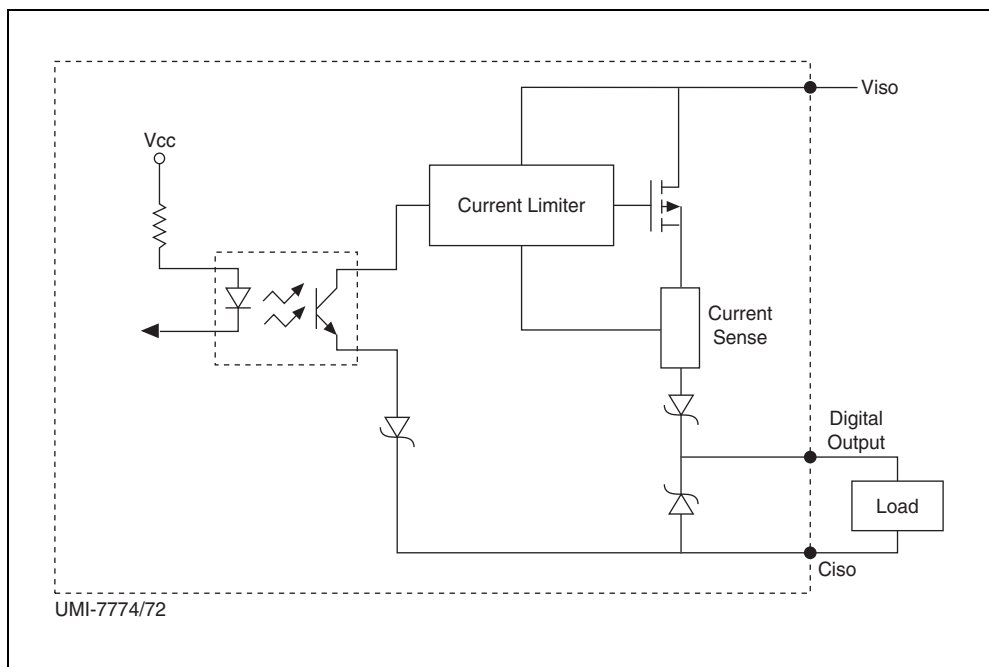 Viso
Vcc
Current Limiter
Current
Sense
Digital
Output
Load
Ciso
UMI-7774/72